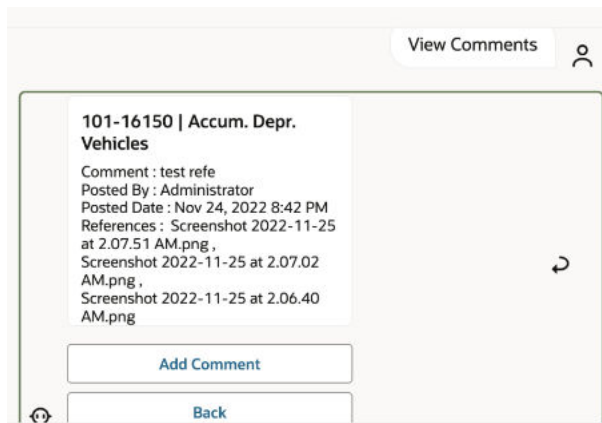 View Comments
101-16150 | Accum. Depr.
Vehicles
Comment : test refe
Posted By : Administrator
Posted Date : Nov 24, 2022 8:42 PM
References :  Screenshot 2022-11-25
at 2.07.51 AM.png ,
Screenshot 2022-11-25 at 2.07.02
AM.png ,
Screenshot 2022-11-25 at 2.06.40
AM.png
Add Comment
Back